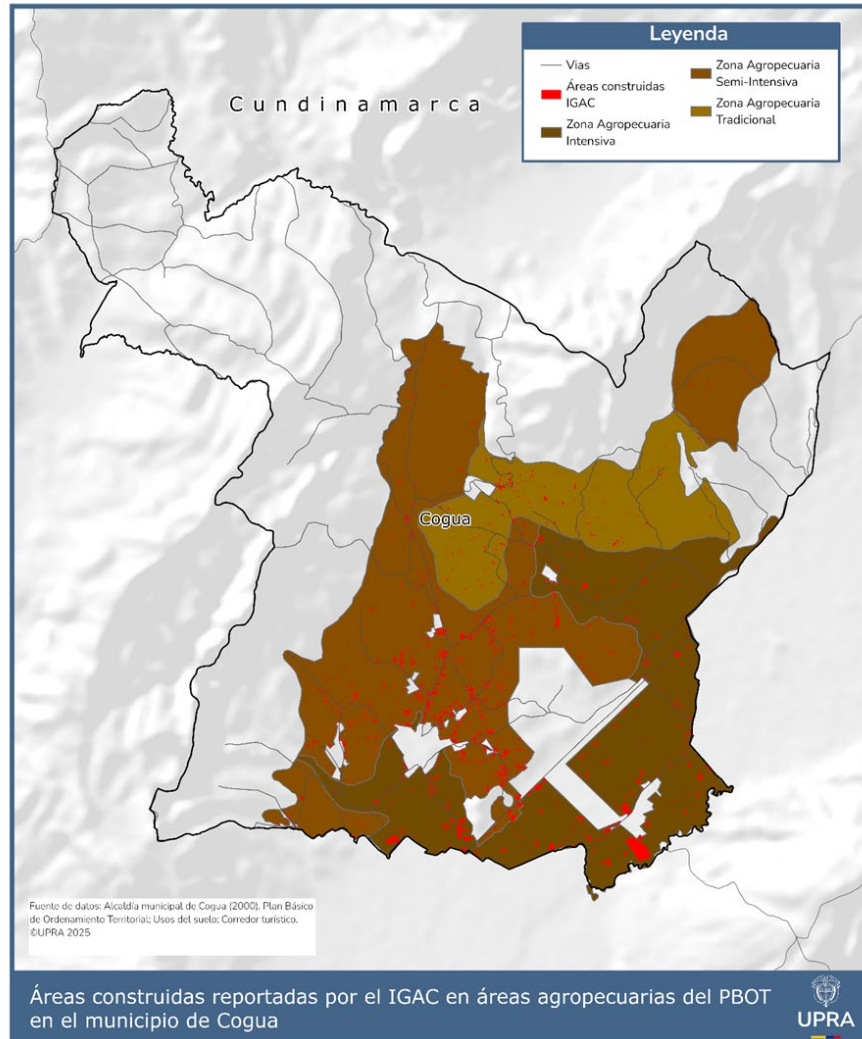 Leyenda
Vias
Áreas construidas
IGAC
Zona Agropecuaria
Intensiva
Zona Agropecuaria
Semi-Intensiva
Zona Agropecuaria
Tradicional
Cundinamarca
Cogua
Fuente de datos: Alcaldía municipal de Cogua (2000). Plan Básico
de Ordenamiento Territorial; Usos del suelo; Corredor turístico.
©UPRA 2025
Áreas construidas reportadas por el IGAC en áreas agropecuarias del PBOT
en el municipio de Cogua
UPRA